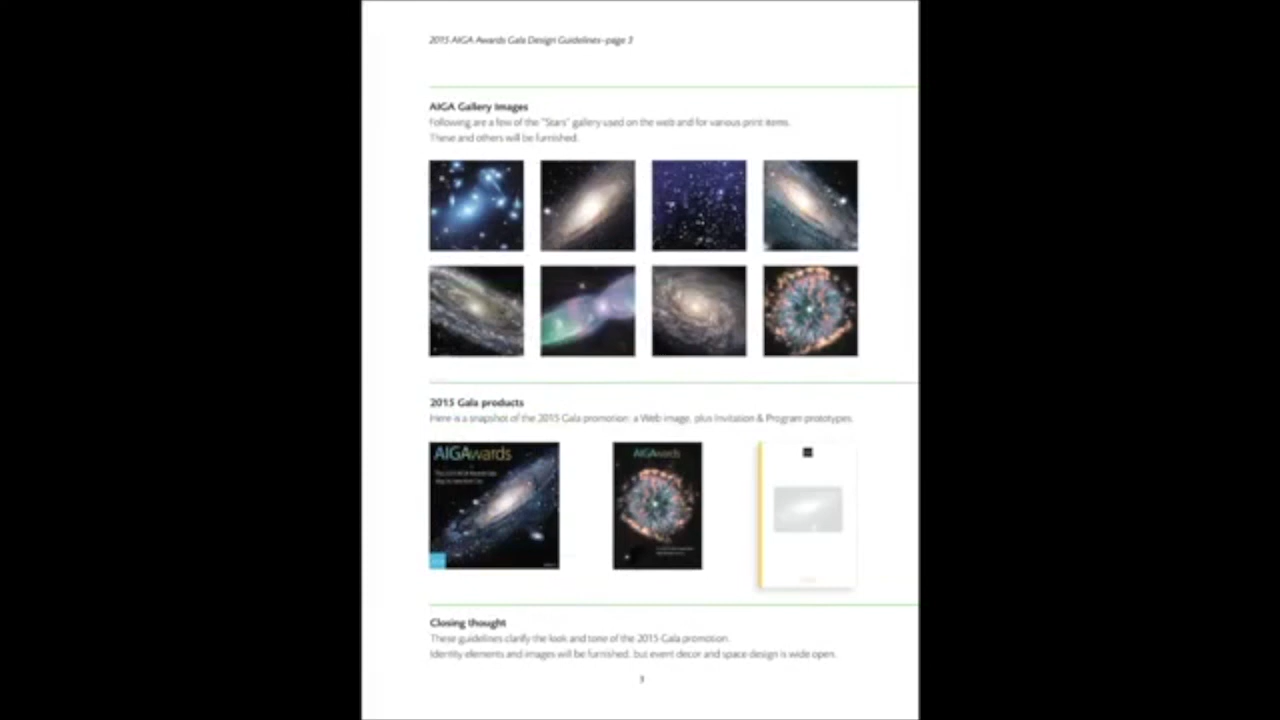 2015 AIGA Awards Gala Design Guidelines–page 3
AIGA Gallery Images
Following are a few of the "Stars" gallery used on the web and for various print items.
These and others will be furnished.
2015 Gala products
Here is a snapshot of the 2015 Gala promotion: a Web image, plus Invitation & Program prototypes.
AIGAwards
AIGAwards
Closing thought
These guidelines clarify the look and tone of the 2015 Gala promotion.
Identity elements and images will be furnished, but event decor and space design is wide open.
3